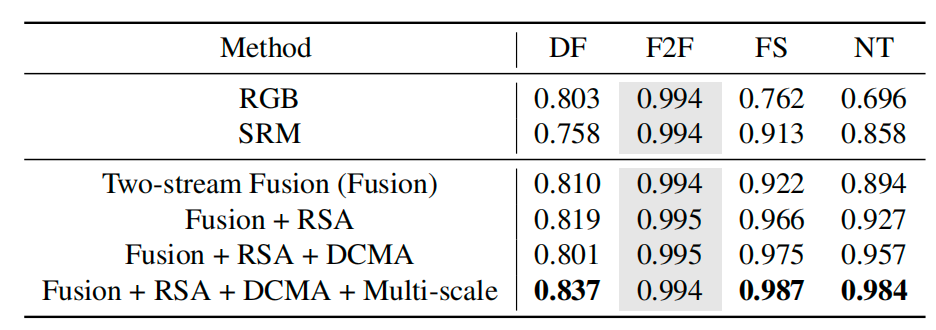 Method DF F2F FS NT
RGB 0.803 0.994 0.762 0.696
SRM 0.758 0.994 0.913 0.858
Two-stream Fusion (Fusion) 0.810 0.994 0.922 0.894
Fusion + RSA 0.819 0.995 0.966 0.927
Fusion + RSA + DCMA 0.801 0.995 0.975 0.957
Fusion + RSA + DCMA + Multi-scale 0.837 0.994 0.987 0.984